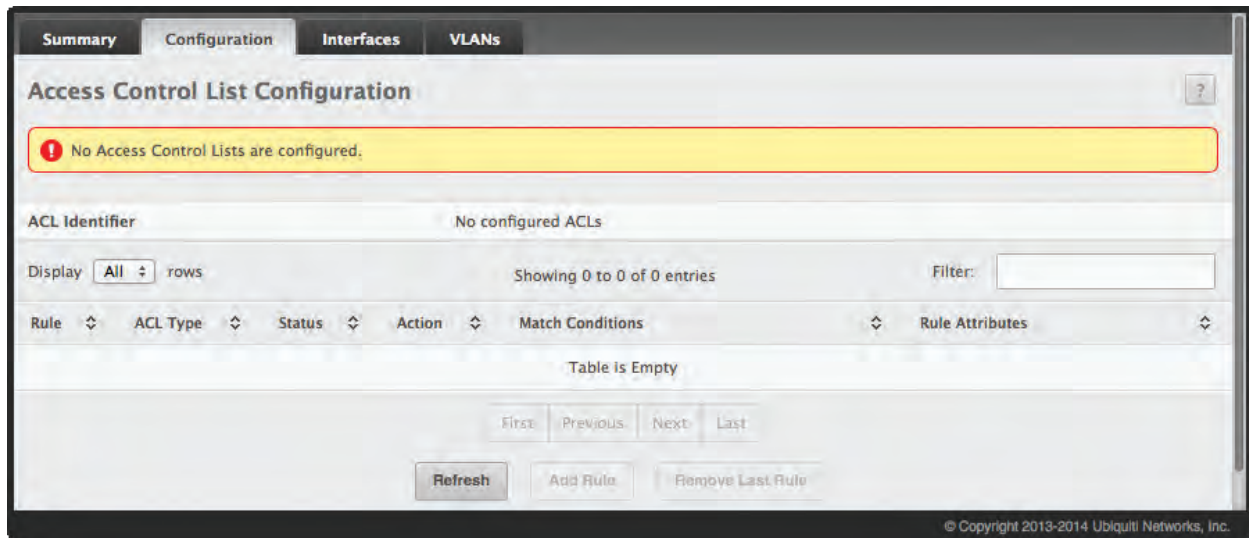 Summary Configuration Interfaces VLANs
Access Control List Configuration ?
! No Access Control Lists are configured.
ACL Identifier No configured ACLs
Display All rows Showing 0 to 0 of 0 entries Filter:
Rule ACL Type Status Action Match Conditions Rule Attributes
Table is Empty
First Previous Next Last
Refresh Add Rule Remove Last Rule
© Copyright 2013-2014 Ubiquiti Networks, Inc.